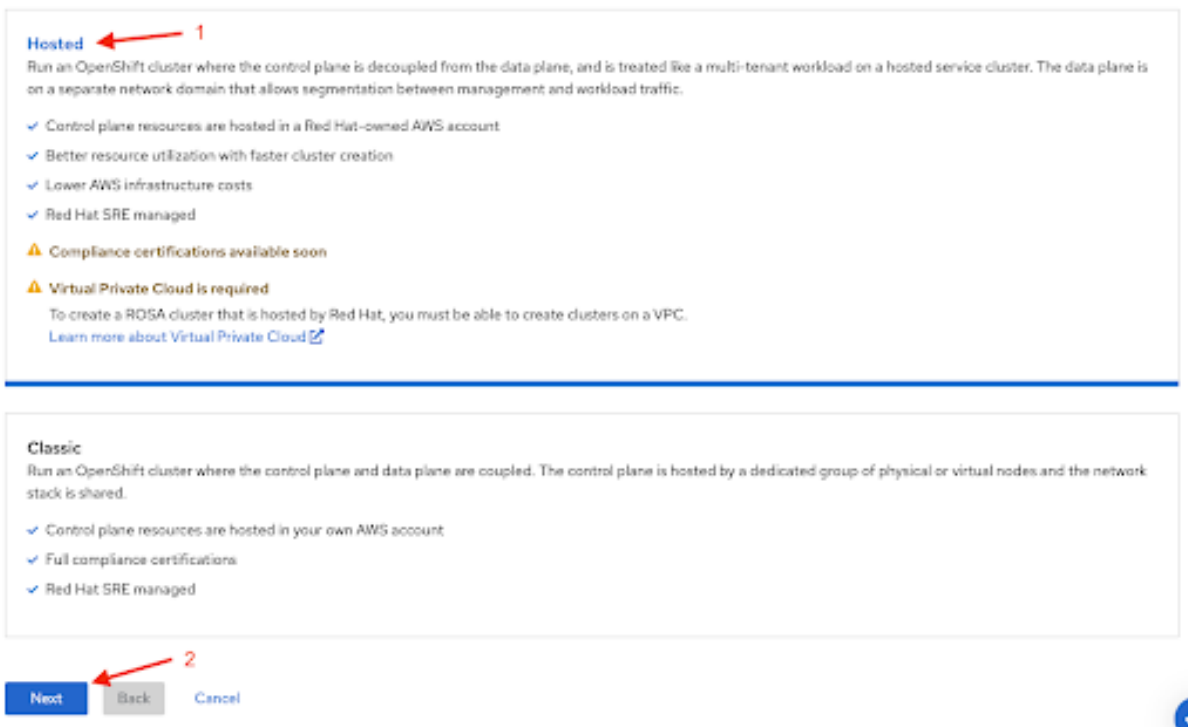 1
Hosted
Run an OpenShift cluster where the control plane is decoupled from the data plane, and is treated like a multi-tenant workload on a hosted service cluster. The data plane is
on a separate network domain that allows segmentation between management and workload traffic.
Control plane resources are hosted in a Red Hat-owned AWS account
Better resource utilization with faster cluster creation
Lower AWS infrastructure costs
Red Hat SRE managed
Compliance certifications available soon
Virtual Private Cloud is required
To create a ROSA cluster that is hosted by Red Hat, you must be able to create clusters on a VPC.
Learn more about Virtual Private Cloud
Classic
Run an OpenShift cluster where the control plane and data plane are coupled. The control plane is hosted by a dedicated group of physical or virtual nodes and the network
stack is shared.
Control plane resources are hosted in your own AWS account
Full compliance certifications
Red Hat SRE managed
2
Next Back Cancel